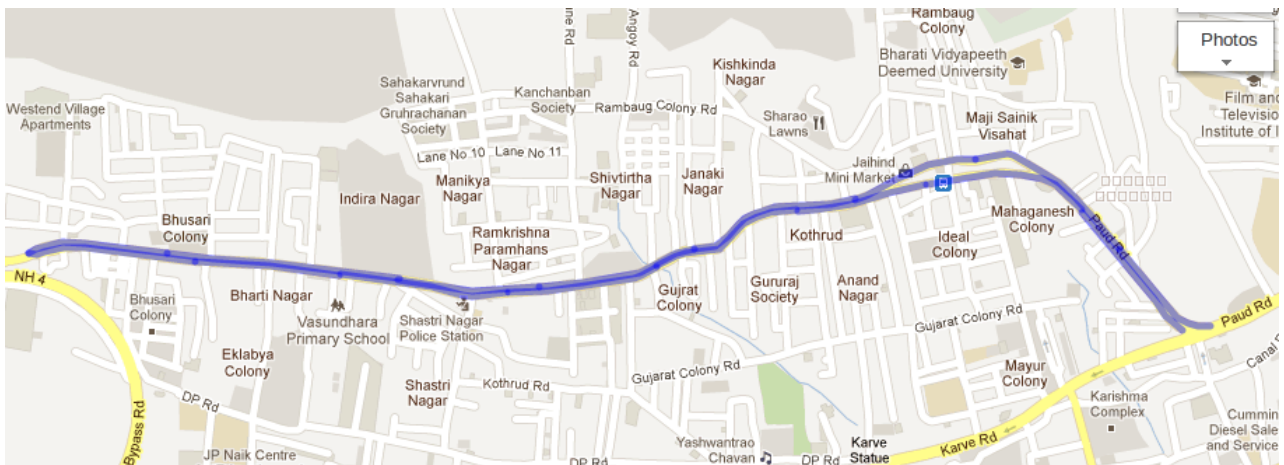 Photos
Rambaug
Colony
Bharati Vidyapeeth
Deemed University
Kishkinda
Nagar
Film and
Televisio
Institute of I
Angoy Rd
ne Rd
Sahakarvrund
Sahakari
Gruhrachanan
Society
Kanchanban
Society
Rambaug Colony Rd
Westend Village
Apartments
Sharao
Lawns
Maji Sainik
Visahat
Lane No 10
Lane No 11
Jaihind
Mini Market
Manikya
Nagar
Shivtirtha
Nagar
Janaki
Nagar
Indira Nagar
Bhusari
Colony
Mahaganesh
Colony
Ramkrishna
Paramhans
Nagar
Kothrud
Ideal
Colony
Paud Rd
NH 4
Bharti Nagar
Bhusari
Colony
Vasundhara
Primary School
Shastri Nagar
Police Station
Gujrat
Colony
Gururaj
Society
Anand
Nagar
Gujarat Colony Rd
Paud Rd
Eklabya
Colony
Shastri
Nagar
Kothrud Rd
Gujarat Colony Rd
Mayur
Colony
Canal
Karishma
Complex
DP Rd
Bypass Rd
JP Naik Centre
DP Rd
Yashwantrao
Chavan
DP Rd
Karve
Statue
Karve Rd
Cummin
Diesel Sale
and Service